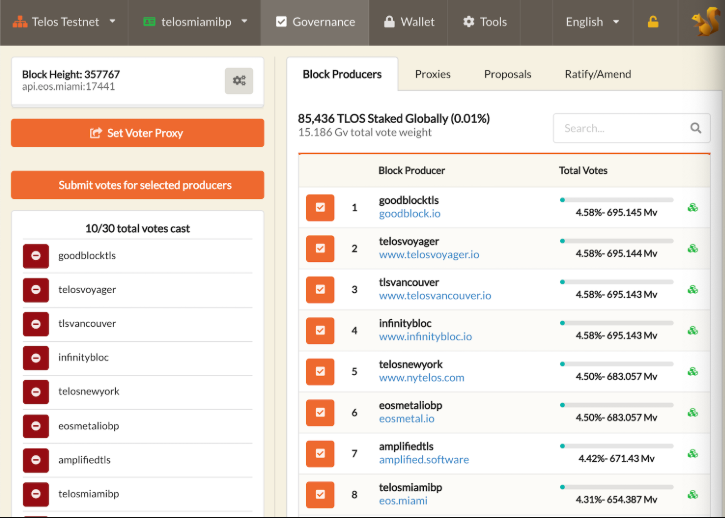 Telos Testnet
telosmiamibp
Governance
Wallet
Tools
English
Block Height: 357767
api.eos.miami:17441
Set Voter Proxy
Submit votes for selected producers
10/30 total votes cast
goodblocktls
telosvoyager
tlsvancouver
infinitybloc
telosnewyork
eosmetaliobp
amplifiedtls
telosmiamibp
Block Producers
Proxies
Proposals
Ratify/Amend
85,436 TLOS Staked Globally (0.01%)
15.186 Gv total vote weight
Search...
Block Producer
Total Votes
1
goodblocktls
goodblock.io
4.58%- 695.145 Mv
2
telosvoyager
www.telosvoyager.io
4.58%- 695.144 Mv
3
tlsvancouver
www.telosvancouver.io
4.58%- 695.143 Mv
4
infinitybloc
www.infinitybloc.io
4.58%- 695.143 Mv
5
telosnewyork
www.nytelos.com
4.50%- 683.057 Mv
6
eosmetaliobp
eosmetal.io
4.50%- 683.057 Mv
7
amplifiedtls
amplified.software
4.42%- 671.43 Mv
8
telosmiamibp
eos.miami
4.31%- 654.387 Mv